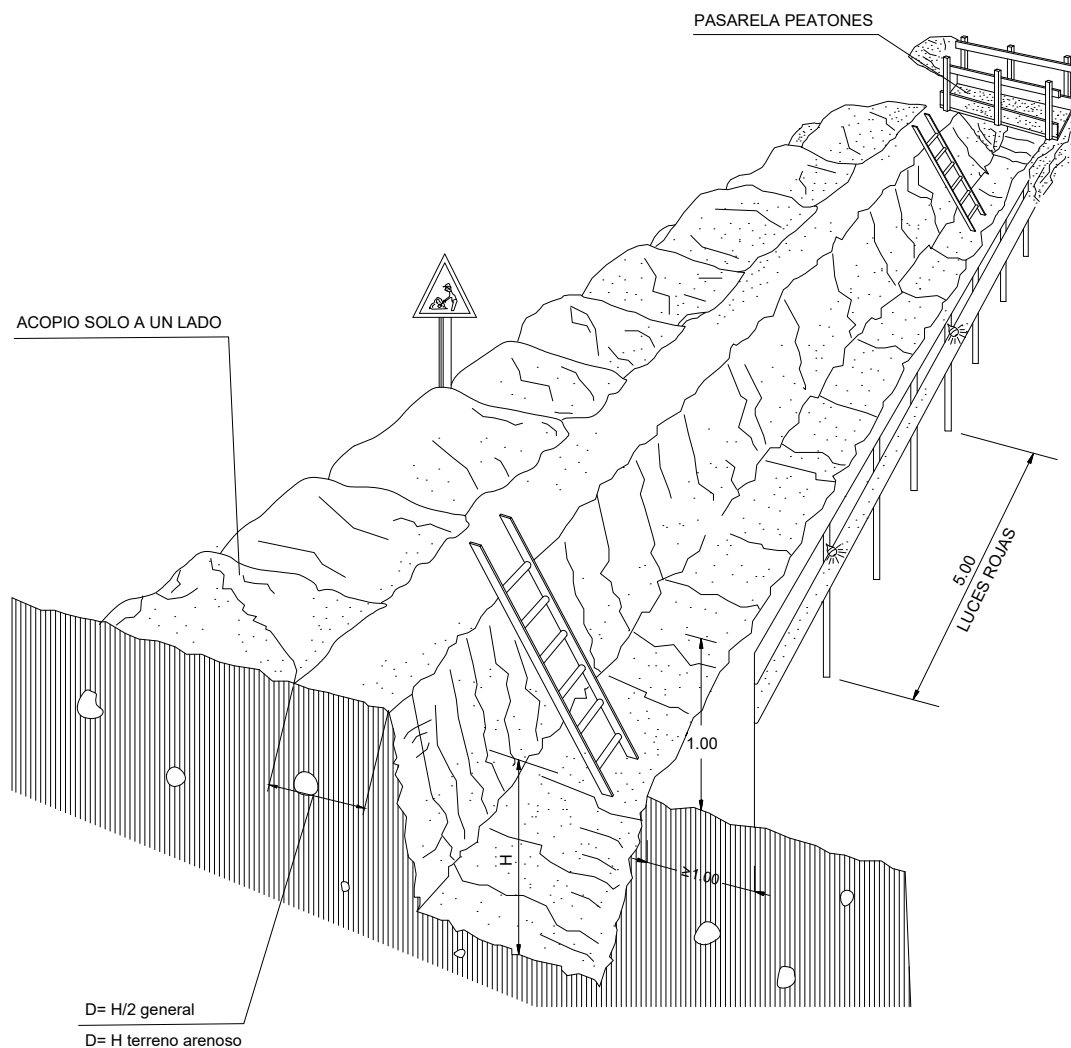 PASARELA PEATONES
ACOPIO SOLO A UN LADO
5.00
LUCES ROJAS
1.00
H
≥1.00
D= H/2 general
D= H terreno arenoso